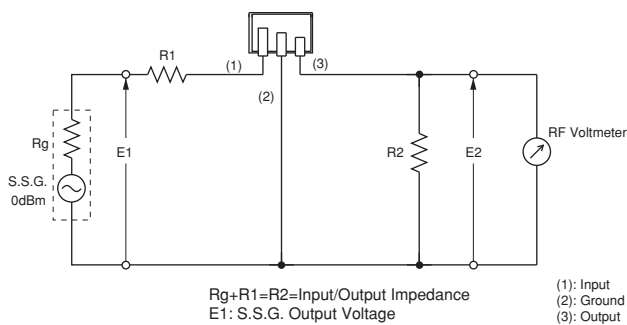 R1
(1)
(3)
(2)
Rg
E1
R2
E2
RF Voltmeter
S.S.G.
0dBm
Rg+R1=R2=Input/Output Impedance
E1: S.S.G. Output Voltage
(1): Input
(2): Ground
(3): Output